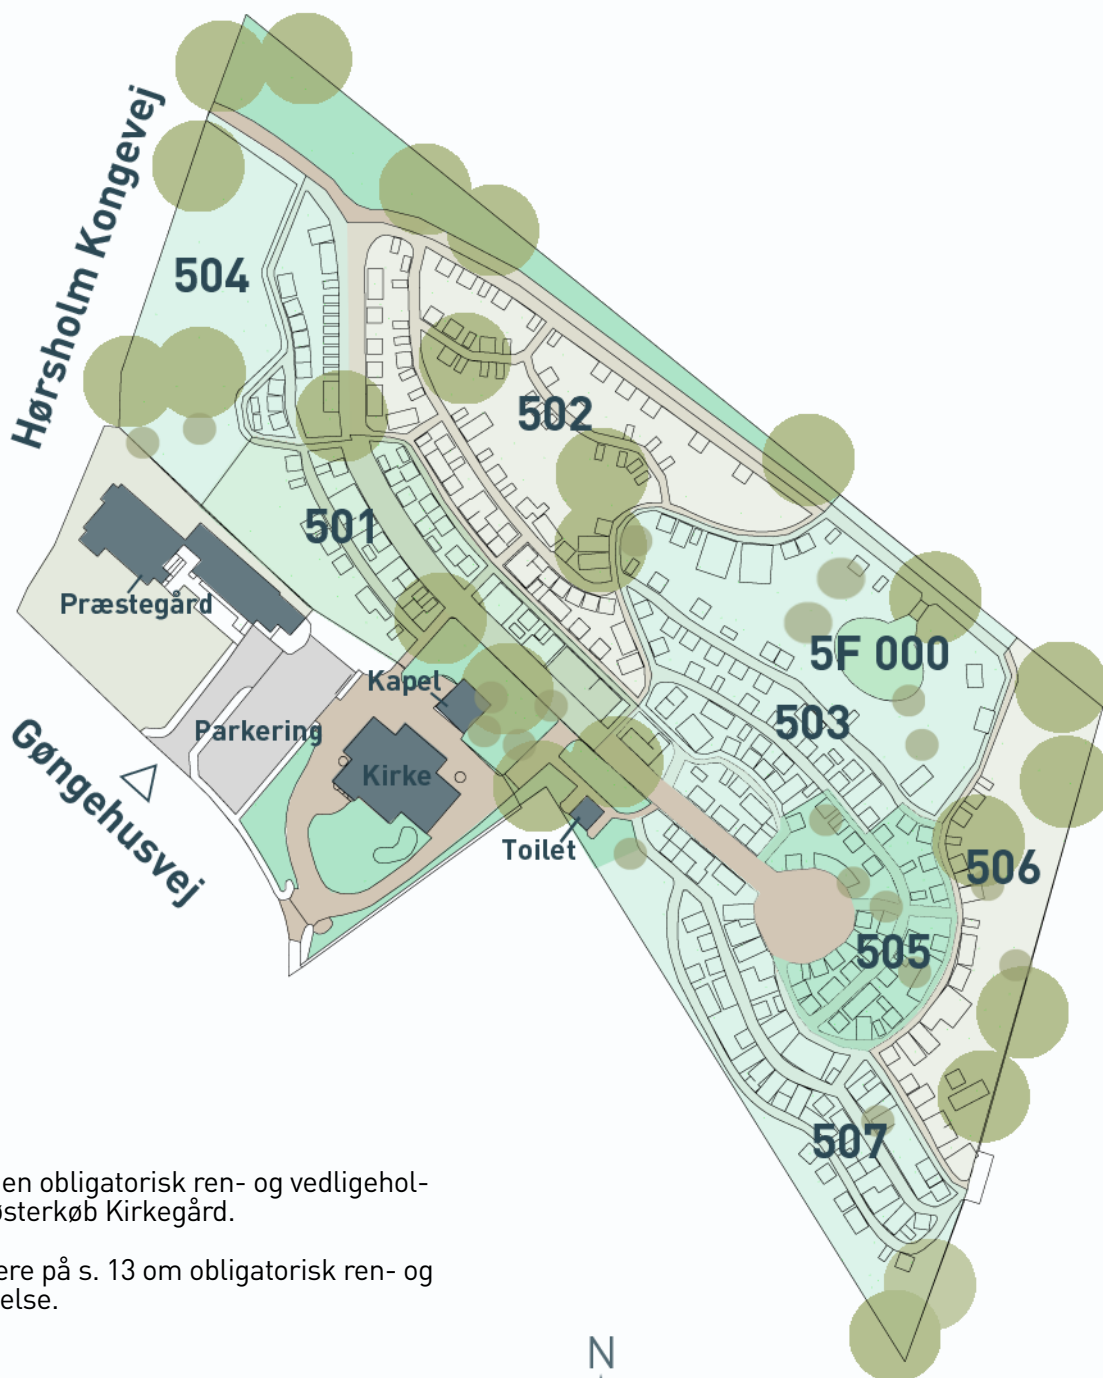 Hørsholm Kongevej
504
502
501
Præstegård
5F 000
Kapel
503
Parkering
Gøngehusvej
Kirke
Toilet
506
505
507
en obligatorisk ren- og vedligehol-
østerkøb Kirkegård.
ere på s. 13 om obligatorisk ren- og
else.
N